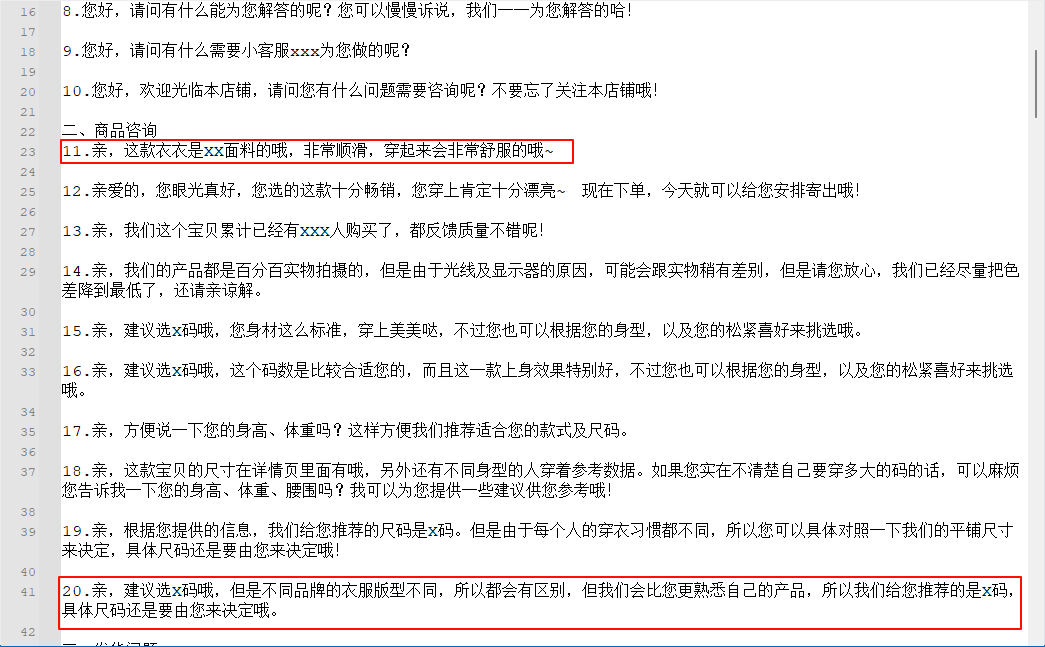 16 8.您好，请问有什么能为您解答的呢？您可以慢慢诉说，我们一一为您解答的哈！
17
18 9.您好，请问有什么需要小客服xxx为您做的呢？
19
20 10.您好，欢迎光临本店铺，请问您有什么问题需要咨询呢？不要忘了关注本店铺哦！
21
22 二、商品咨询
23 11.亲，这款衣衣是XX面料的哦，非常顺滑，穿起来会非常舒服的哦~
24
25 12.亲爱的，您眼光真好，您选的这款十分畅销，您穿上肯定十分漂亮~ 现在下单，今天就可以给您安排寄出哦！
26
27 13.亲，我们这个宝贝累计已经有XXX人购买了，都反馈质量不错呢！
28
29 14.亲，我们的产品都是百分百实物拍摄的，但是由于光线及显示器的原因，可能会跟实物稍有差别，但是请您放心，我们已经尽量把色
差降到最低了，还请亲谅解。
30
31 15.亲，建议选X码哦，您身材这么标准，穿上美美哒，不过您也可以根据您的身型，以及您的松紧喜好来挑选哦。
32
33 16.亲，建议选X码哦，这个码数是比较合适您的，而且这一款上身效果特别好，不过您也可以根据您的身型，以及您的松紧喜好来挑选
哦。
34
35 17.亲，方便说一下您的身高、体重吗？这样方便我们推荐适合您的款式及尺码。
36
37 18.亲，这款宝贝的尺寸在详情页里面有哦，另外还有不同身型的人穿着参考数据。如果您实在不清楚自己要穿多大的码的话，可以麻烦
您告诉我一下您的身高、体重、腰围吗？我可以为您提供一些建议供您参考哦！
38
39 19.亲，根据您提供的信息，我们给您推荐的尺码是X码。但是由于每个人的穿衣习惯都不同，所以您可以具体对照一下我们的平铺尺寸
来决定，具体尺码还是要由您来决定哦！
40
41 20.亲，建议选X码哦，但是不同品牌的衣服版型不同，所以都会有区别，但我们会比您更熟悉自己的产品，所以我们给您推荐的是X码，
具体尺码还是要由您来决定哦。
42